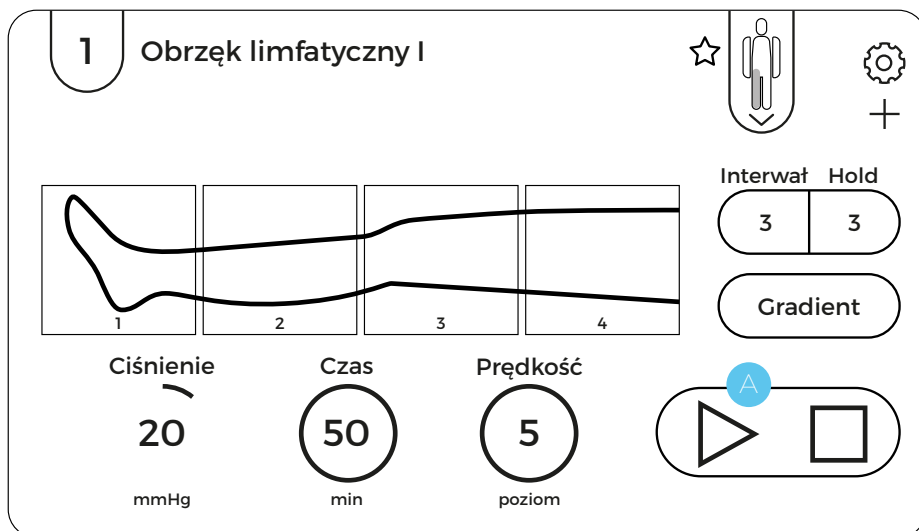 1 Obrzęk limfatyczny I
Interwał Hold
3 3
Gradient
1 2 3 4
Ciśnienie Czas Prędkość
A
20 50 5
mmHg min poziom